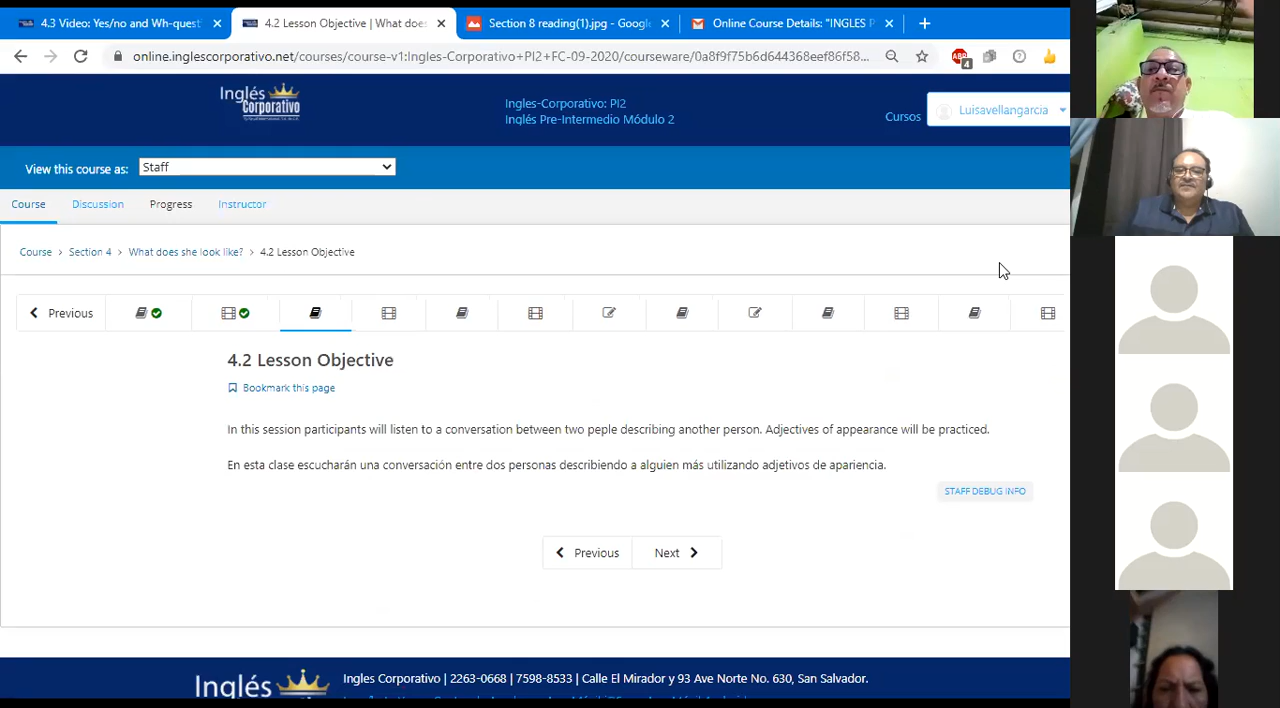 4.3 Video: Yes/no and Wh-quest
4.2 Lesson Objective | What does
Section 8 reading(1).jpg - Google
Online Course Details: "INGLES P
online.inglescorporativo.net/courses/course-v1:Ingles-Corporativo+PI2+FC-09-2020/courseware/0a8f9f75b6d644368eef86f58...
ABP
4
Inglés
Corporativo
Ingles-Corporativo: PI2
Inglés Pre-Intermedio Módulo 2
Cursos
Luisavellangarcia
View this course as:
Staff
Course
Discussion
Progress
Instructor
Course > Section 4 > What does she look like? > 4.2 Lesson Objective
Previous
4.2 Lesson Objective
Bookmark this page
In this session participants will listen to a conversation between two peple describing another person. Adjectives of appearance will be practiced.
En esta clase escucharán una conversación entre dos personas describiendo a alguien más utilizando adjetivos de apariencia.
STAFF DEBUG INFO
Previous
Next
Inglés
Ingles Corporativo | 2263-0668 | 7598-8533 | Calle El Mirador y 93 Ave Norte No. 630, San Salvador.